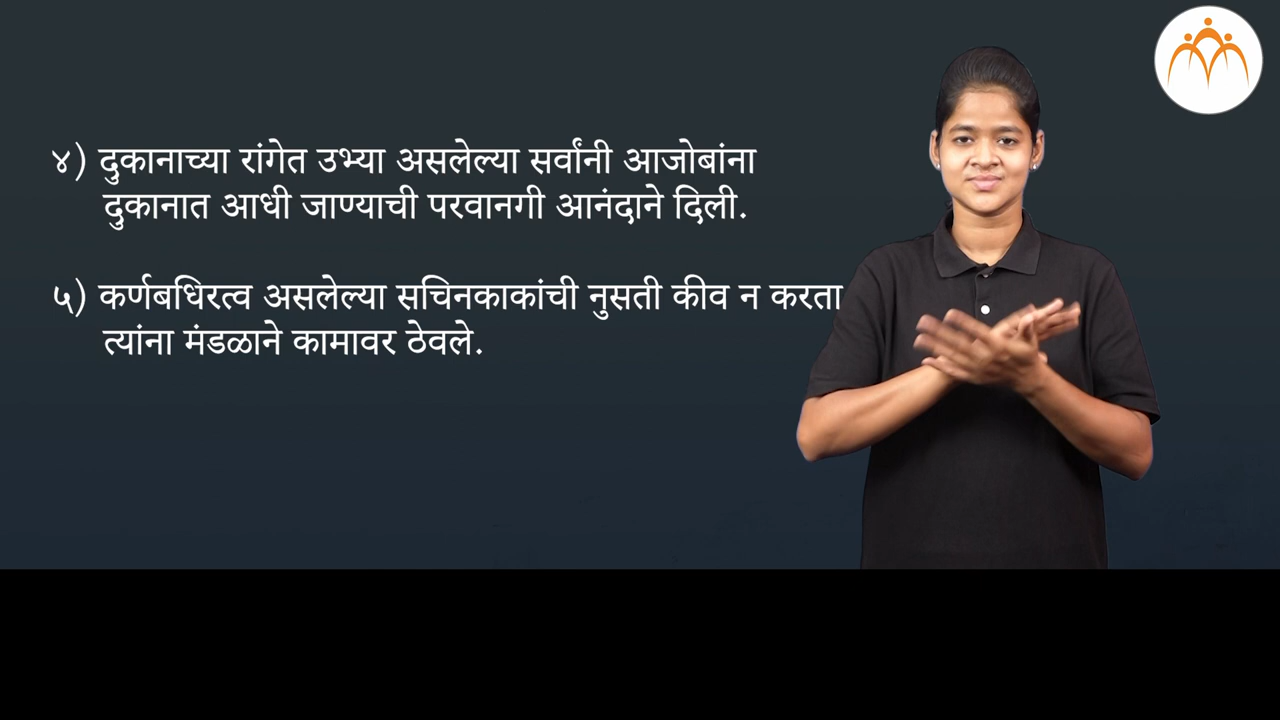 ४) दुकानाच्या रांगेत उभ्या असलेल्या सर्वांनी आजोबांना
दुकानात आधी जाण्याची परवानगी आनंदाने दिली.
५) कर्णबधिरत्व असलेल्या सचिनकाकांची नुसती कीव न करता
त्यांना मंडळाने कामावर ठेवले.